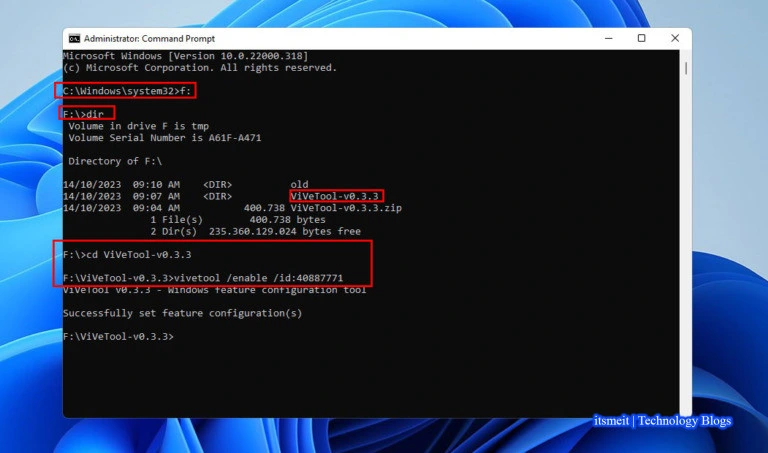 Administrator: Command Prompt
Microsoft Windows [Version 10.0.22000.318]
(c) Microsoft Corporation. All rights reserved.
C:\Windows\system32>f:
F:\>dir
Volume in drive F is tmp
Volume Serial Number is A61F-A471
Directory of F:\
14/10/2023 09:10 AM <DIR> old
14/10/2023 09:07 AM <DIR> ViVeTool-v0.3.3
14/10/2023 09:04 AM 400.738 ViVeTool-v0.3.3.zip
1 File(s) 400.738 bytes
2 Dir(s) 235.360.129.024 bytes free
F:\>cd ViVeTool-v0.3.3
F:\ViVeTool-v0.3.3>vivetool /enable /id:40887771
ViVeTool v0.3.3 - Windows feature configuration tool
Successfully set feature configuration(s)
F:\ViVeTool-v0.3.3>
itsmeit | Technology Blogs